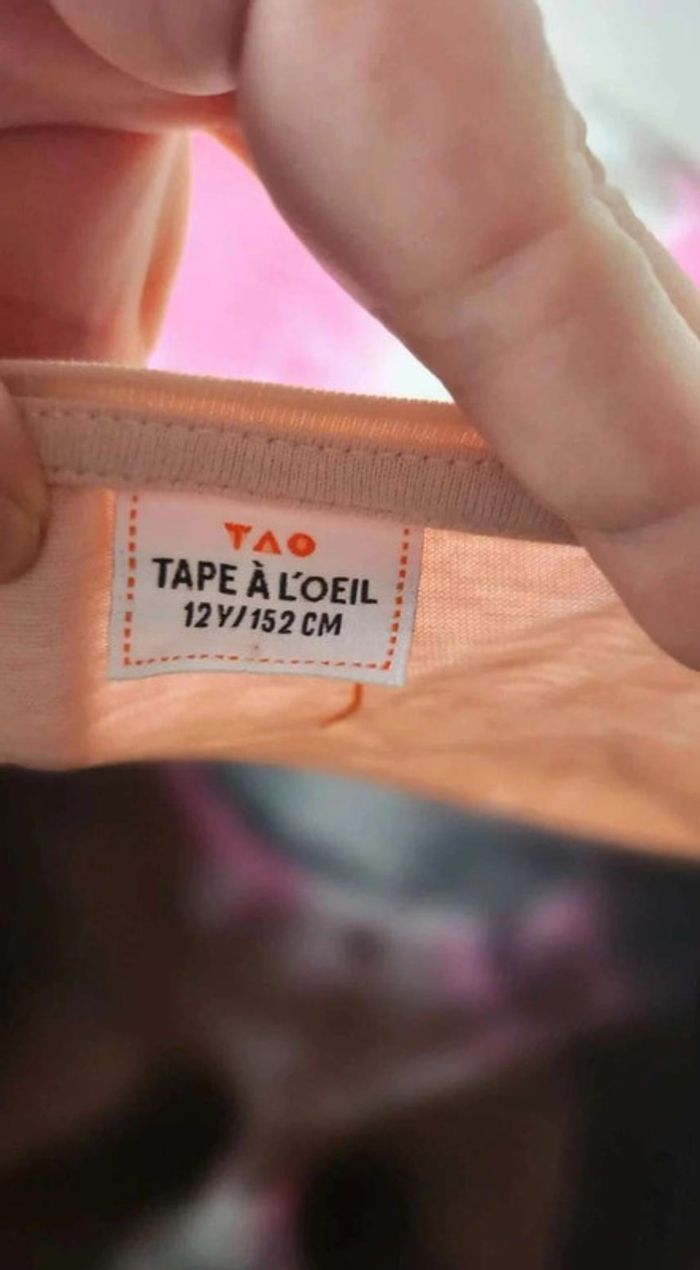 TAO
TAPE À L'OEIL
12Y/152 CM